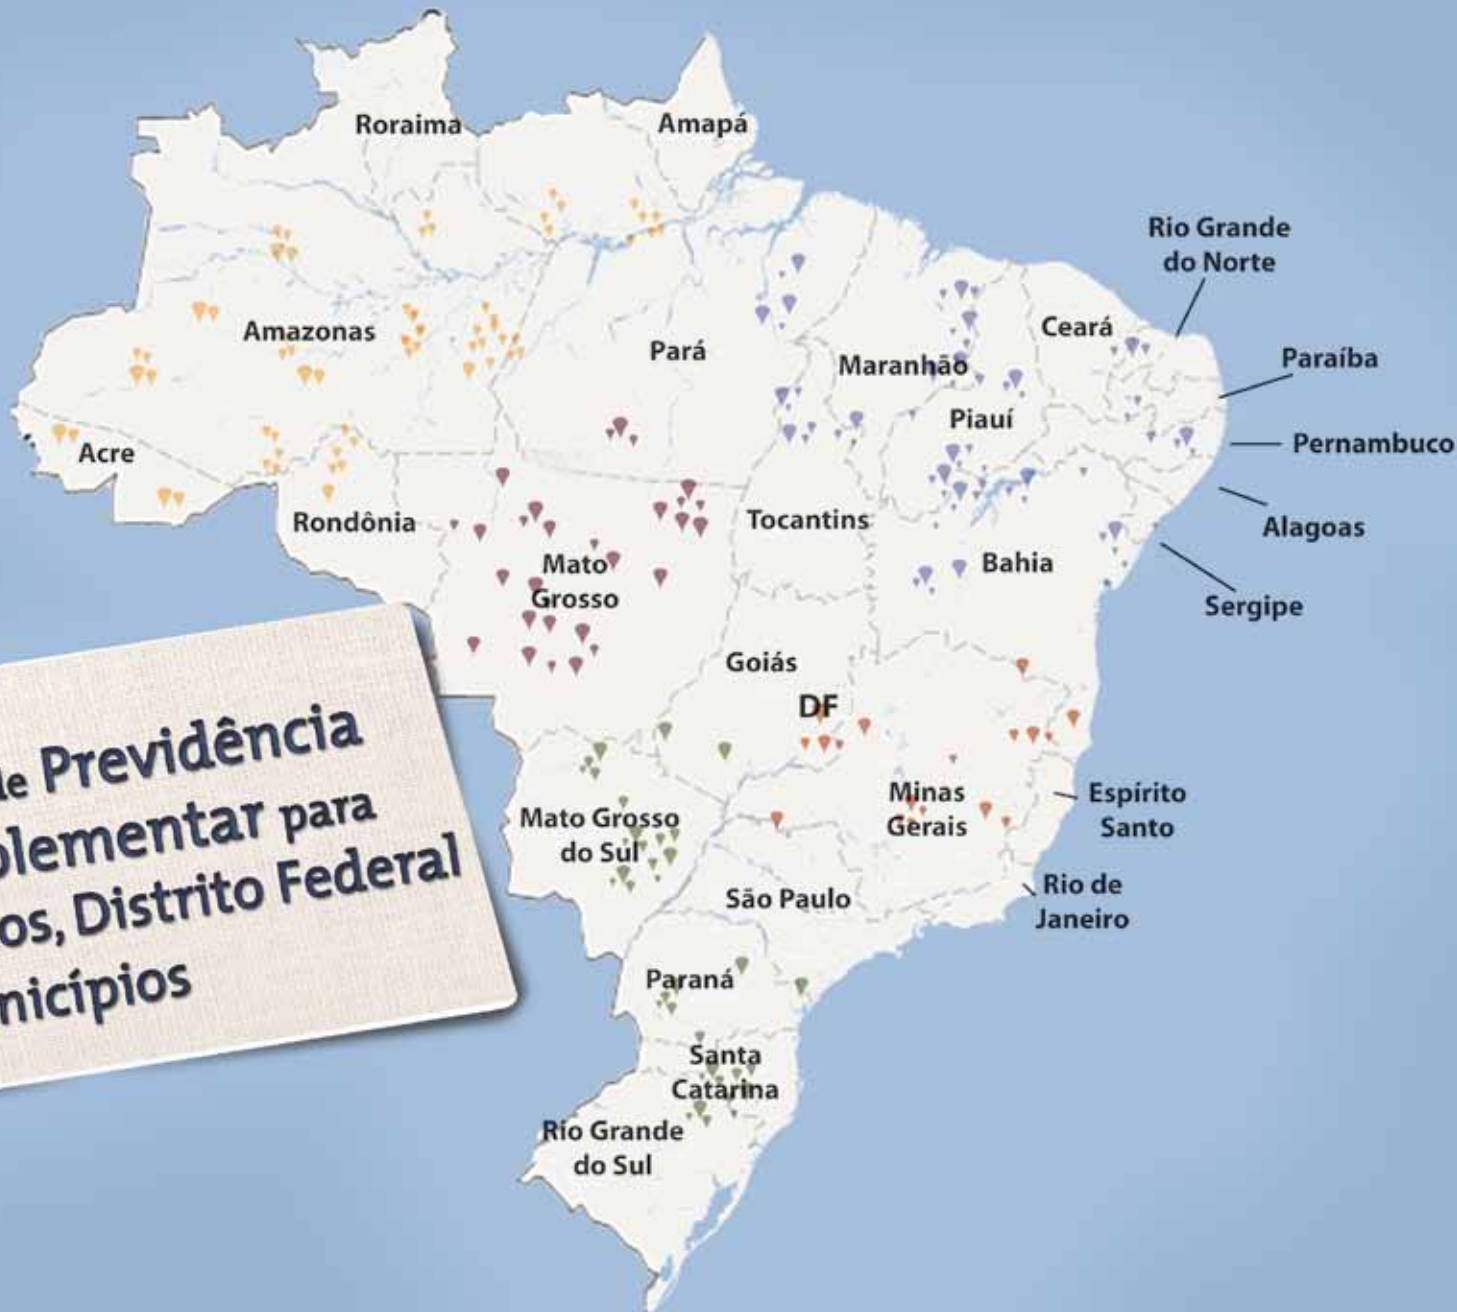 Roraima
Amapá
Rio Grande
do Norte
Amazonas
Pará
Maranhão
Ceará
Paraíba
Piauí
Acre
Pernambuco
Rondônia
Tocantins
Alagoas
Mato
Grosso
Bahia
Sergipe
Goiás
DF
Minas
Gerais
Espírito
Santo
Mato Grosso
do Sul
São Paulo
Rio de
Janeiro
Paraná
Santa
Catarina
Rio Grande
do Sul
de Previdência
plementar para
os, Distrito Federal
nicípios